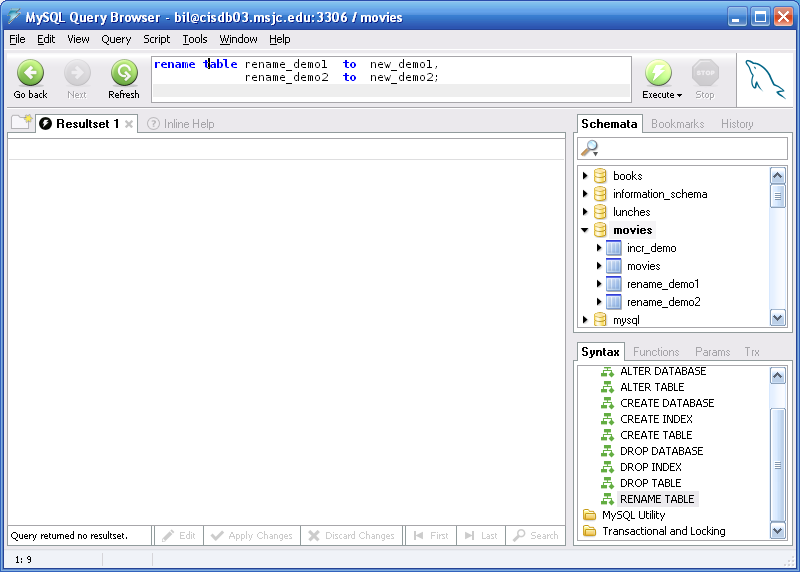 MySQL Query Browser - bil@cisdb03.msjc.edu:3306 / movies
File Edit View Query Script Tools Window Help
Go back Next Refresh
rename table rename_demo1 to new_demo1,
rename_demo2 to new_demo2;
Execute Stop
Resultset 1 Inline Help
Schemata Bookmarks History
books
information_schema
lunches
movies
incr_demo
movies
rename_demo1
rename_demo2
mysql
Syntax Functions Params Trx
ALTER DATABASE
ALTER TABLE
CREATE DATABASE
CREATE INDEX
CREATE TABLE
DROP DATABASE
DROP INDEX
DROP TABLE
RENAME TABLE
MySQL Utility
Transactional and Locking
Query returned no resultset. Edit Apply Changes Discard Changes First Last Search
1: 9